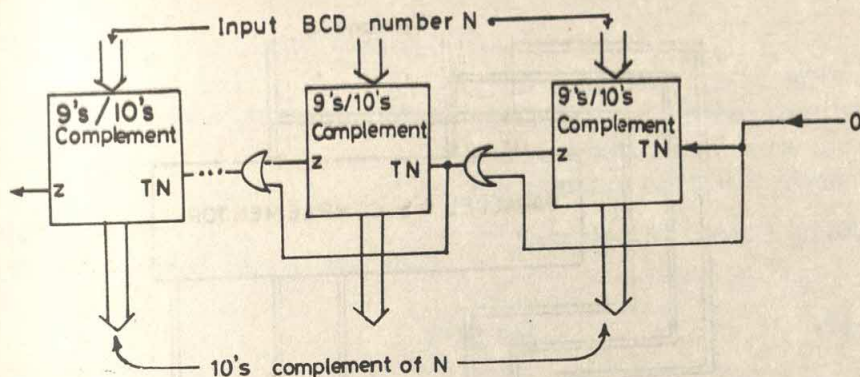 Input BCD number N
9's/10's
Complement
z
TN
9's/10's
Complement
z
TN
9's/10's
Complement
z
TN
0
10's complement of N